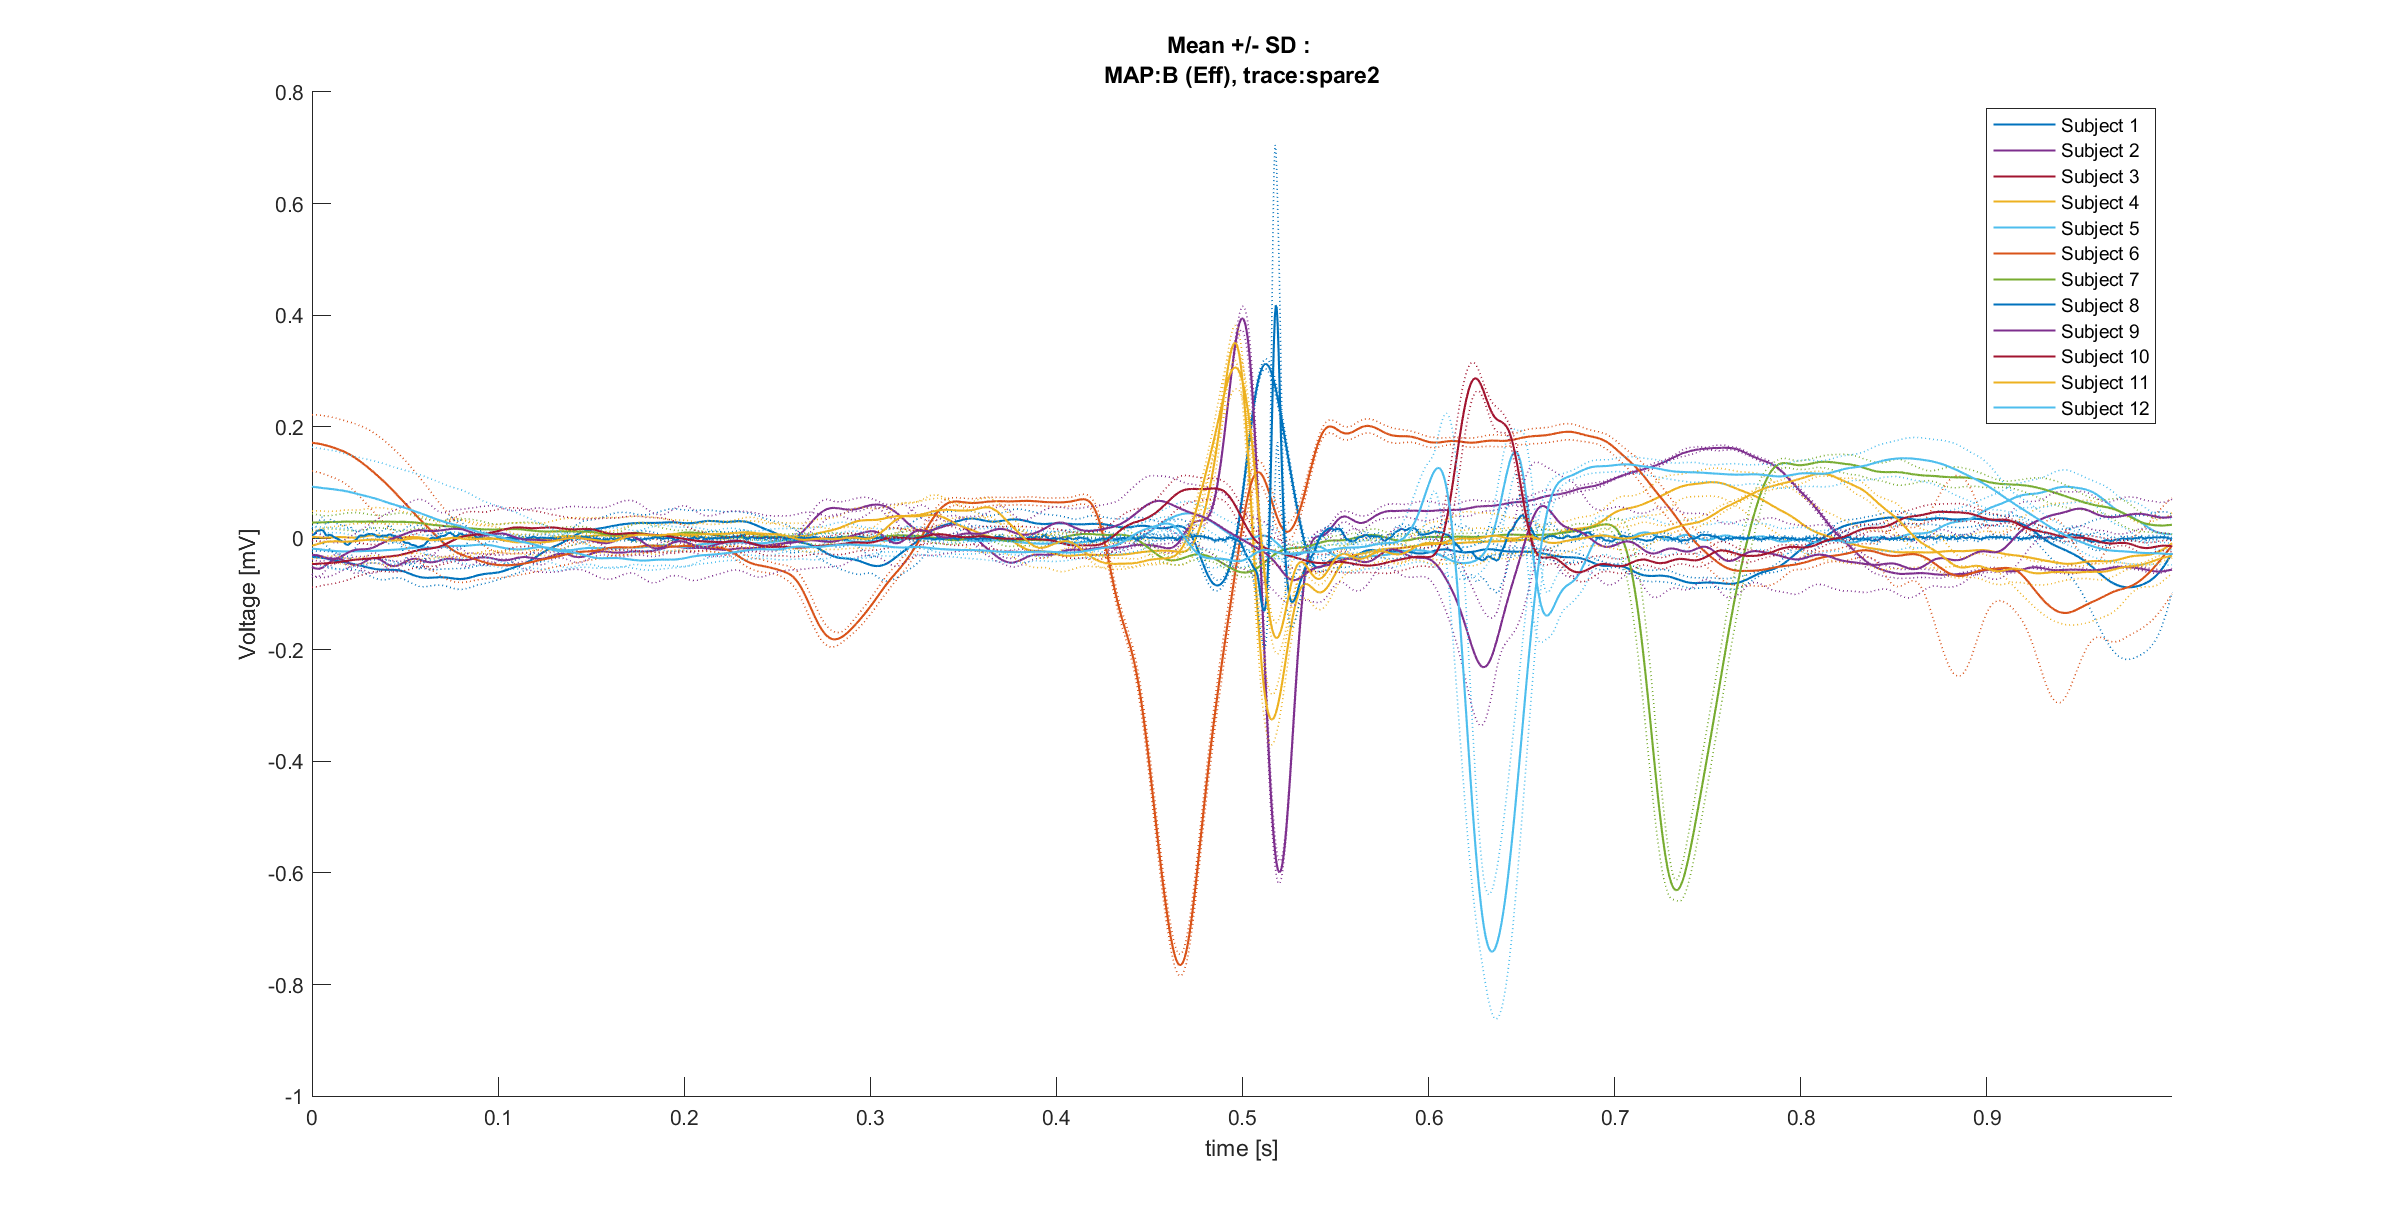 Mean +/- SD :
MAP:B (Eff), trace:spare2
0.8
0.6
0.4
0.2
0
-0.2
-0.4
-0.6
-0.8
-1
Voltage [mV]
0 0.1 0.2 0.3 0.4 0.5 0.6 0.7 0.8 0.9
time [s]
Subject 1
Subject 2
Subject 3
Subject 4
Subject 5
Subject 6
Subject 7
Subject 8
Subject 9
Subject 10
Subject 11
Subject 12